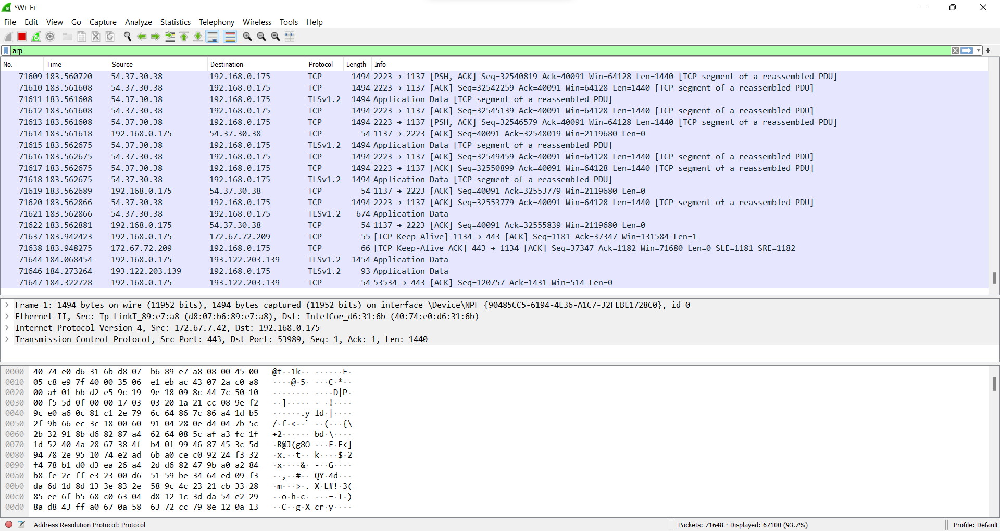 *Wi-Fi
File Edit View Go Capture Analyze Statistics Telephony Wireless Tools Help
arp
No. Time Source Destination Protocol Length Info
71609 183.560720 54.37.30.38 192.168.0.175 TCP 1494 2223 → 1137 [PSH, ACK] Seq=32540819 Ack=40091 Win=64128 Len=1440 [TCP segment of a reassembled PDU]
71610 183.561608 54.37.30.38 192.168.0.175 TCP 1494 2223 → 1137 [ACK] Seq=32542259 Ack=40091 Win=64128 Len=1440 [TCP segment of a reassembled PDU]
71611 183.561608 54.37.30.38 192.168.0.175 TLSv1.2 1494 Application Data [TCP segment of a reassembled PDU]
71612 183.561608 54.37.30.38 192.168.0.175 TCP 1494 2223 → 1137 [ACK] Seq=32545139 Ack=40091 Win=64128 Len=1440 [TCP segment of a reassembled PDU]
71613 183.561608 54.37.30.38 192.168.0.175 TCP 1494 2223 → 1137 [PSH, ACK] Seq=32546579 Ack=40091 Win=64128 Len=1440 [TCP segment of a reassembled PDU]
71614 183.561618 192.168.0.175 54.37.30.38 TCP 54 1137 → 2223 [ACK] Seq=40091 Ack=32548019 Win=2119680 Len=0
71615 183.562675 54.37.30.38 192.168.0.175 TLSv1.2 1494 Application Data [TCP segment of a reassembled PDU]
71616 183.562675 54.37.30.38 192.168.0.175 TCP 1494 2223 → 1137 [ACK] Seq=32549459 Ack=40091 Win=64128 Len=1440 [TCP segment of a reassembled PDU]
71617 183.562675 54.37.30.38 192.168.0.175 TCP 1494 2223 → 1137 [ACK] Seq=32550899 Ack=40091 Win=64128 Len=1440 [TCP segment of a reassembled PDU]
71618 183.562675 54.37.30.38 192.168.0.175 TLSv1.2 1494 Application Data [TCP segment of a reassembled PDU]
71619 183.562689 192.168.0.175 54.37.30.38 TCP 54 1137 → 2223 [ACK] Seq=40091 Ack=32553779 Win=2119680 Len=0
71620 183.562866 54.37.30.38 192.168.0.175 TCP 1494 2223 → 1137 [ACK] Seq=32553779 Ack=40091 Win=64128 Len=1440 [TCP segment of a reassembled PDU]
71621 183.562866 54.37.30.38 192.168.0.175 TLSv1.2 674 Application Data
71622 183.562881 192.168.0.175 54.37.30.38 TCP 54 1137 → 2223 [ACK] Seq=40091 Ack=32555839 Win=2119680 Len=0
71637 183.942423 192.168.0.175 172.67.72.209 TCP 55 [TCP Keep-Alive] 1134 → 443 [ACK] Seq=1181 Ack=37347 Win=131584 Len=1
71638 183.948275 172.67.72.209 192.168.0.175 TCP 66 [TCP Keep-Alive ACK] 443 → 1134 [ACK] Seq=37347 Ack=1182 Win=71680 Len=0 SLE=1181 SRE=1182
71644 184.068454 192.168.0.175 193.122.203.139 TLSv1.2 1454 Application Data
71646 184.273264 193.122.203.139 192.168.0.175 TLSv1.2 93 Application Data
71647 184.322728 192.168.0.175 193.122.203.139 TCP 54 53534 → 443 [ACK] Seq=120757 Ack=1431 Win=514 Len=0
Frame 1: 1494 bytes on wire (11952 bits), 1494 bytes captured (11952 bits) on interface \Device\NPF_{90485CC5-6194-4E36-A1C7-32FEBE1728C0}, id 0
Ethernet II, Src: Tp-LinkT_89:e7:a8 (d8:07:b6:89:e7:a8), Dst: IntelCor_d6:31:6b (40:74:e0:d6:31:6b)
Internet Protocol Version 4, Src: 172.67.7.42, Dst: 192.168.0.175
Transmission Control Protocol, Src Port: 443, Dst Port: 53989, Seq: 1, Ack: 1, Len: 1440
0000 40 74 e0 d6 31 6b d8 07 b6 89 e7 a8 08 00 45 00 @t··1k·· ······E·
0010 05 c8 e9 7f 40 00 35 06 e1 eb ac 43 07 2a c0 a8 ····@·5· ···C·*··
0020 00 af 01 bb d2 e5 9c 19 9e 18 09 8c 44 7c 50 10 ········ ····D|P·
0030 00 f5 5d 0f 00 00 17 03 03 20 1a 21 cc 08 9e f2 ··]····· · ·!····
0040 9c e0 a6 0c 81 c1 2e 79 6c 64 86 7c 86 a4 1d b5 ······.y ld·|····
0050 2f 9b 66 ec 3c 18 00 60 91 04 28 0e d4 04 7b 5c /·f·<··` ··(···{\
0060 2b 32 91 8b d6 82 87 a4 62 64 08 5c af a3 fc 1f +2······ bd·\····
0070 1d 52 40 4a 28 67 38 4f b4 0f 99 46 87 45 3c 5d ·R@J(g8O ···F·E<]
0080 94 78 2e 95 10 74 e2 ad 6b a0 ce c0 92 24 f3 32 ·x.··t·· k····$·2
0090 f4 78 b1 d0 d3 ea 26 a4 2d d6 82 47 9b a0 a2 84 ·x····&· -··G····
00a0 b8 fe 2c ff e3 23 00 d6 51 59 be 34 64 ed 09 f3 ··,··#·· QY·4d···
00b0 da 6d 1d 8d 13 3e 83 2e 58 9c 4c 23 21 cb 33 28 ·m···>·. X·L#!·3(
00c0 85 ee 6f b5 68 c0 63 04 d8 12 1c 3d da 54 e2 29 ··o·h·c· ···=·T·)
00d0 8a d8 43 ff a0 67 0a 58 63 72 cc 79 8e 12 0a 13 ··C··g·X cr·y····
Address Resolution Protocol: Protocol Packets: 71648 · Displayed: 67100 (93.7%) Profile: Default